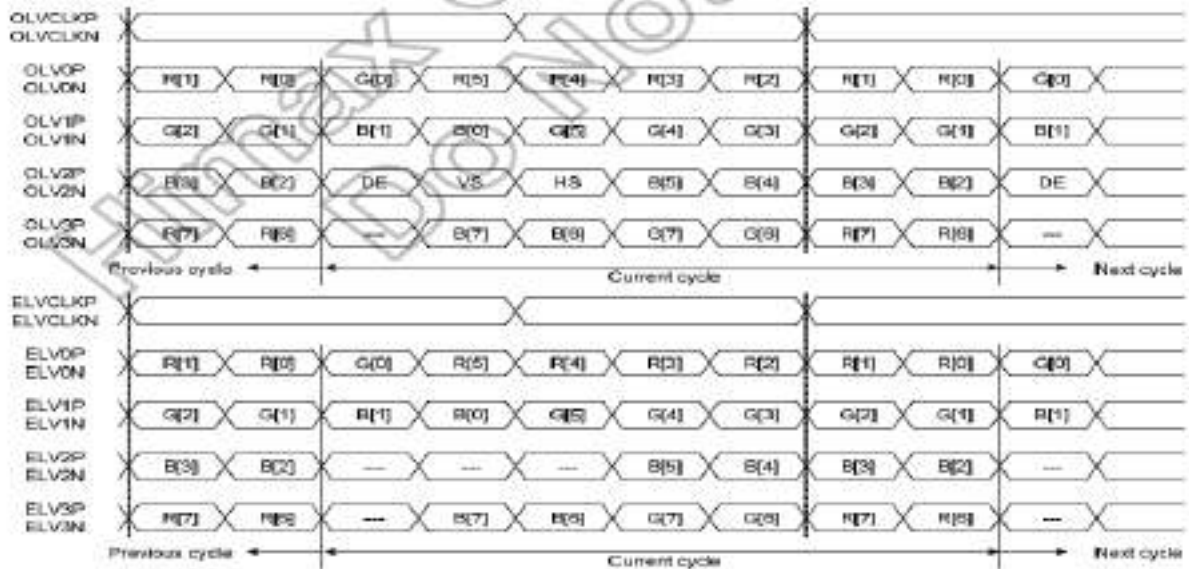 OLVCLKP
OLVCLKN
OLV0P
OLV0N
R[1] R[0] G[0] R[5] R[4] R[3] R[2] R[1] R[0] G[0]
OLV1P
OLV1N
G[2] G[1] B[1] B[0] G[5] G[4] G[3] G[2] G[1] B[1]
OLV2P
OLV2N
B[3] B[2] DE VS HS B[5] B[4] B[3] B[2] DE
OLV3P
OLV3N
R[7] R[6] --- B[7] B[6] G[7] G[6] R[7] R[6] ---
Previous cycle Current cycle Next cycle
ELVCLKP
ELVCLKN
ELV0P
ELV0N
R[1] R[0] G[0] R[5] R[4] R[3] R[2] R[1] R[0] G[0]
ELV1P
ELV1N
G[2] G[1] B[1] B[0] G[5] G[4] G[3] G[2] G[1] B[1]
ELV2P
ELV2N
B[3] B[2] --- --- --- B[5] B[4] B[3] B[2] ---
ELV3P
ELV3N
R[7] R[6] --- B[7] B[6] G[7] G[6] R[7] R[6] ---
Previous cycle Current cycle Next cycle
Himax
Do No